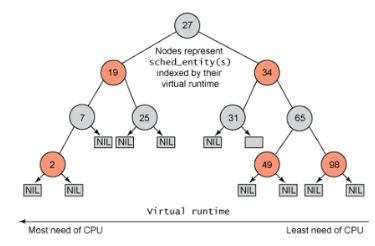 27
Nodes represent
sched_entity(s)
indexed by their
virtual runtime
19
34
7
25
31
65
NIL
NIL
NIL
NIL
2
49
98
NIL
NIL
NIL
NIL
NIL
NIL
Virtual runtime
Most need of CPU
Least need of CPU